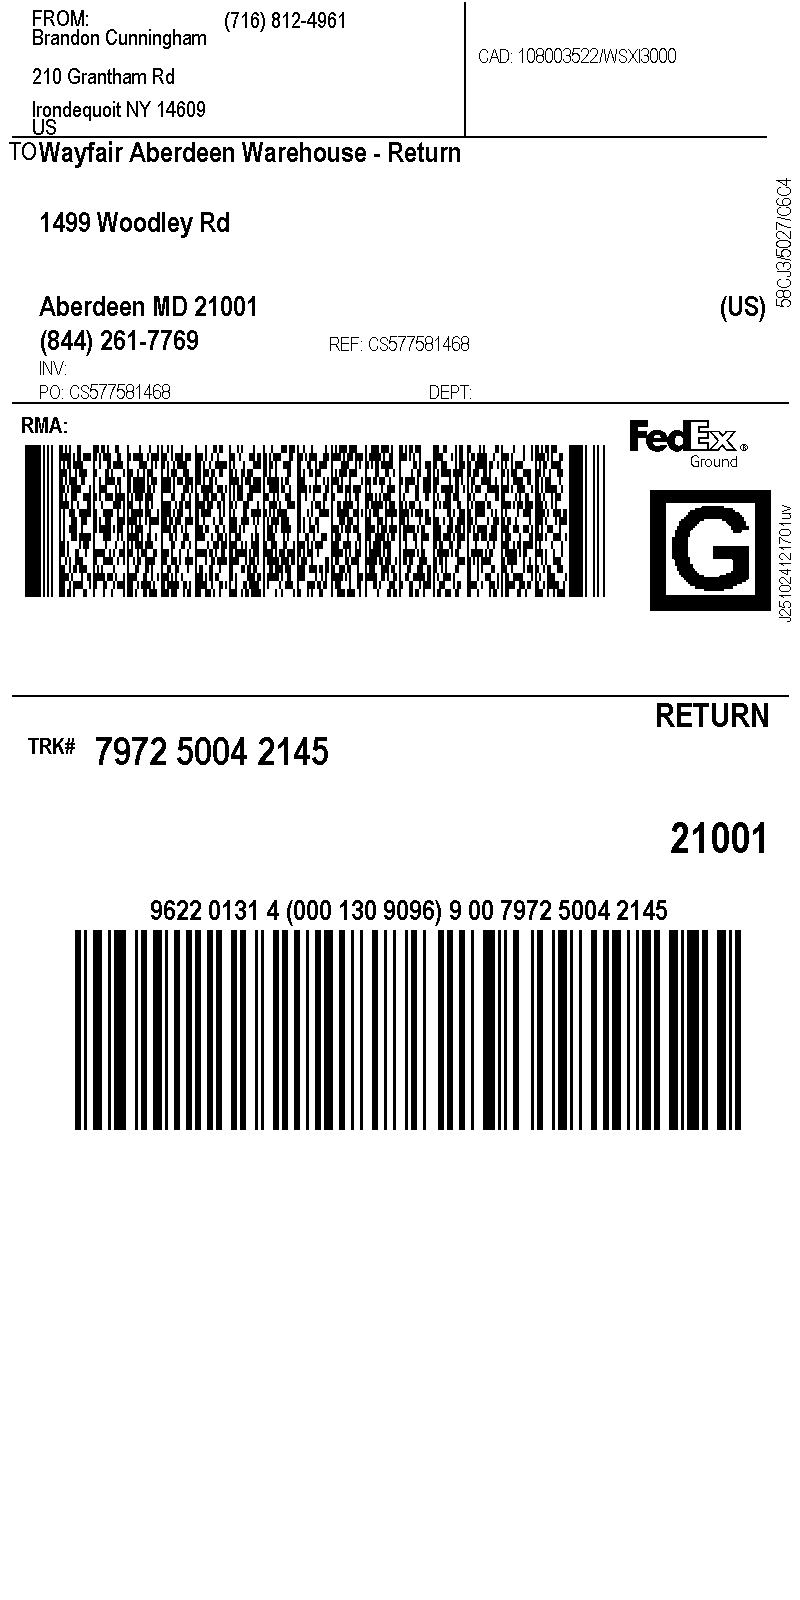 FROM: (716) 812-4961
Brandon Cunningham
210 Grantham Rd
Irondequoit NY 14609
US
CAD: 108003522/WSXI3000
TO Wayfair Aberdeen Warehouse - Return
1499 Woodley Rd
Aberdeen MD 21001 (US)
(844) 261-7769 REF: CS577581468
INV:
PO: CS577581468 DEPT:
58CJ3/5027/C6C4
RMA:
FedEx®
Ground
G
J251024121701uv
RETURN
TRK# 7972 5004 2145
21001
9622 0131 4 (000 130 9096) 9 00 7972 5004 2145